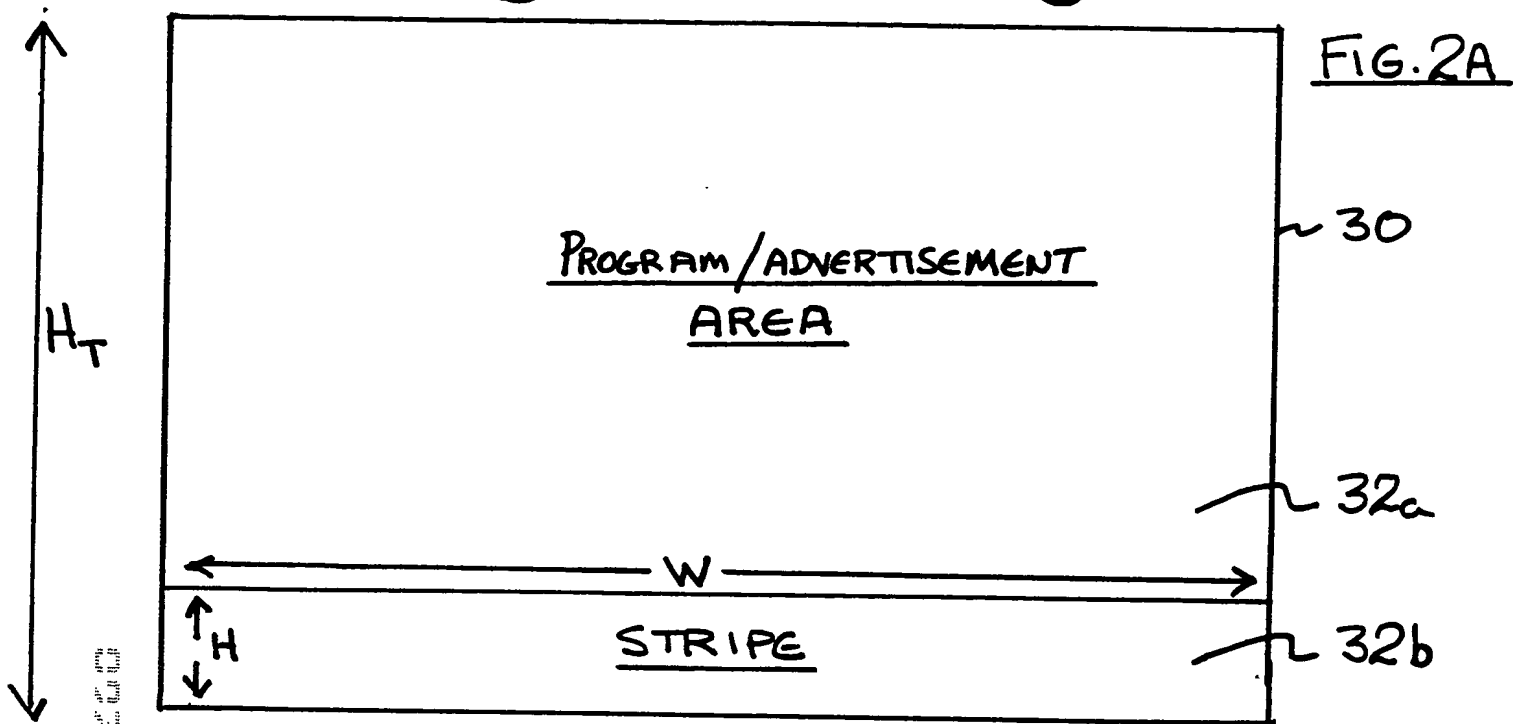 FIG. 2A
PROGRAM/ADVERTISEMENT
AREA
30
H_T
32a
W
H
STRIPE
32b